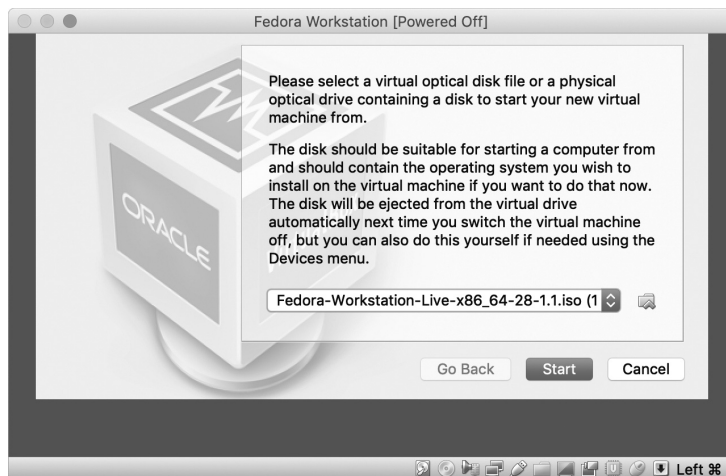 Fedora Workstation [Powered Off]
Please select a virtual optical disk file or a physical
optical drive containing a disk to start your new virtual
machine from.
The disk should be suitable for starting a computer from
and should contain the operating system you wish to
install on the virtual machine if you want to do that now.
The disk will be ejected from the virtual drive
automatically next time you switch the virtual machine
off, but you can also do this yourself if needed using the
Devices menu.
ORACLE
Fedora-Workstation-Live-x86_64-28-1.1.iso (1
Go Back
Start
Cancel
Left ⌘